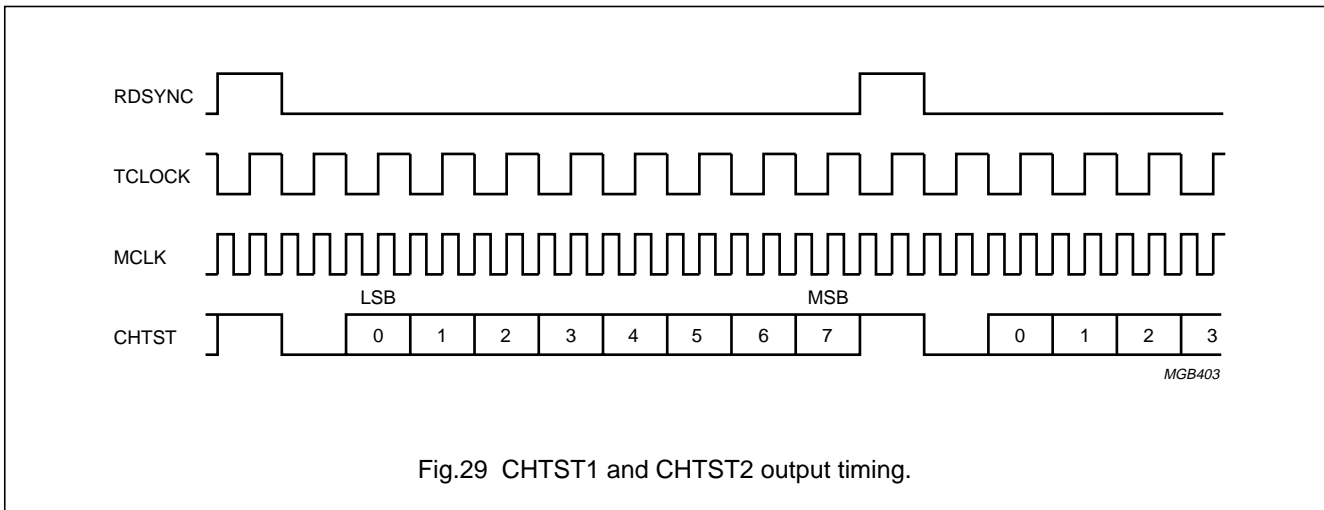 RDSYNC
TCLOCK
MCLK
LSB MSB
CHTST 0 1 2 3 4 5 6 7 0 1 2 3
MGB403
Fig.29 CHTST1 and CHTST2 output timing.